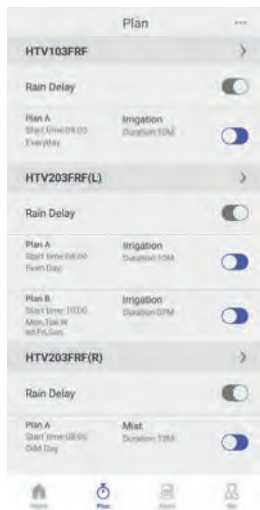 Plan
HTV103FRF
Rain Delay
Plan A Irrigation
Start time:08:00 Duration:10M
Everyday
HTV203FRF(L)
Rain Delay
Plan A Irrigation
Start time:08:00 Duration:10M
Even Day
Plan B Irrigation
Start time:10:00 Duration:07M
Mon,Tue,W
ed,Fri,Sun
HTV203FRF(R)
Rain Delay
Plan A Mist
Start time:08:00 Duration:12M
Odd Day
Home Plan Me